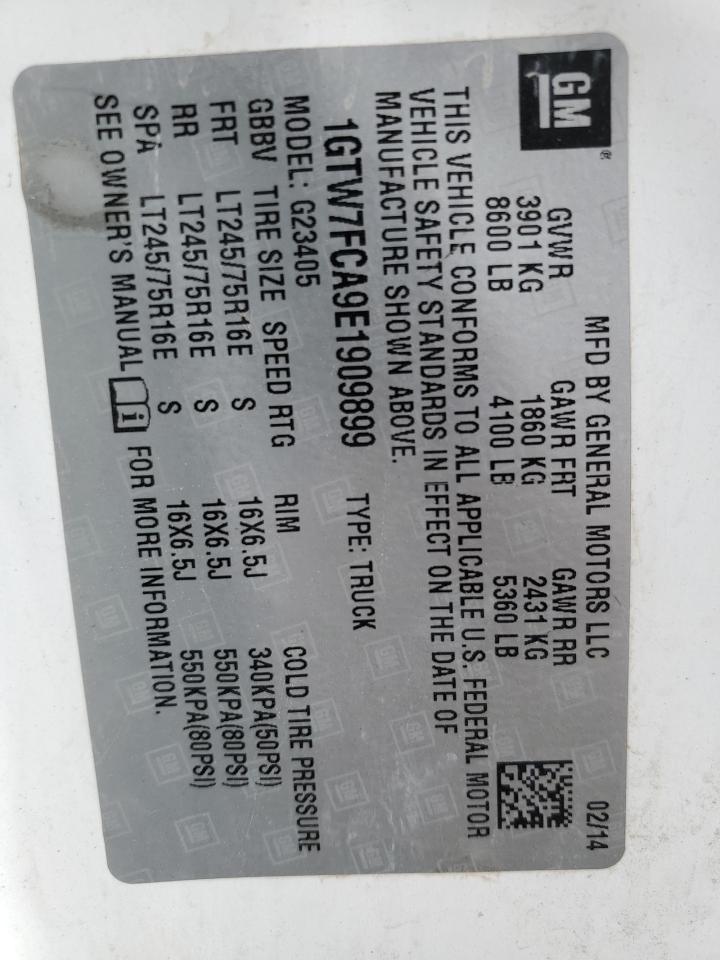 GM®
MFD BY GENERAL MOTORS LLC 02/14
GVWR GAWR FRT GAWR RR
3901 KG 1860 KG 2431 KG
8600 LB 4100 LB 5360 LB
THIS VEHICLE CONFORMS TO ALL APPLICABLE U.S. FEDERAL MOTOR
VEHICLE SAFETY STANDARDS IN EFFECT ON THE DATE OF
MANUFACTURE SHOWN ABOVE.
1GTW7FCA9E1909899 TYPE: TRUCK
MODEL: G23405
GBBV TIRE SIZE SPEED RTG RIM COLD TIRE PRESSURE
FRT LT245/75R16E S 16X6.5J 340KPA(50PSI)
RR LT245/75R16E S 16X6.5J 550KPA(80PSI)
SPA LT245/75R16E S 16X6.5J 550KPA(80PSI)
SEE OWNER'S MANUAL i FOR MORE INFORMATION.